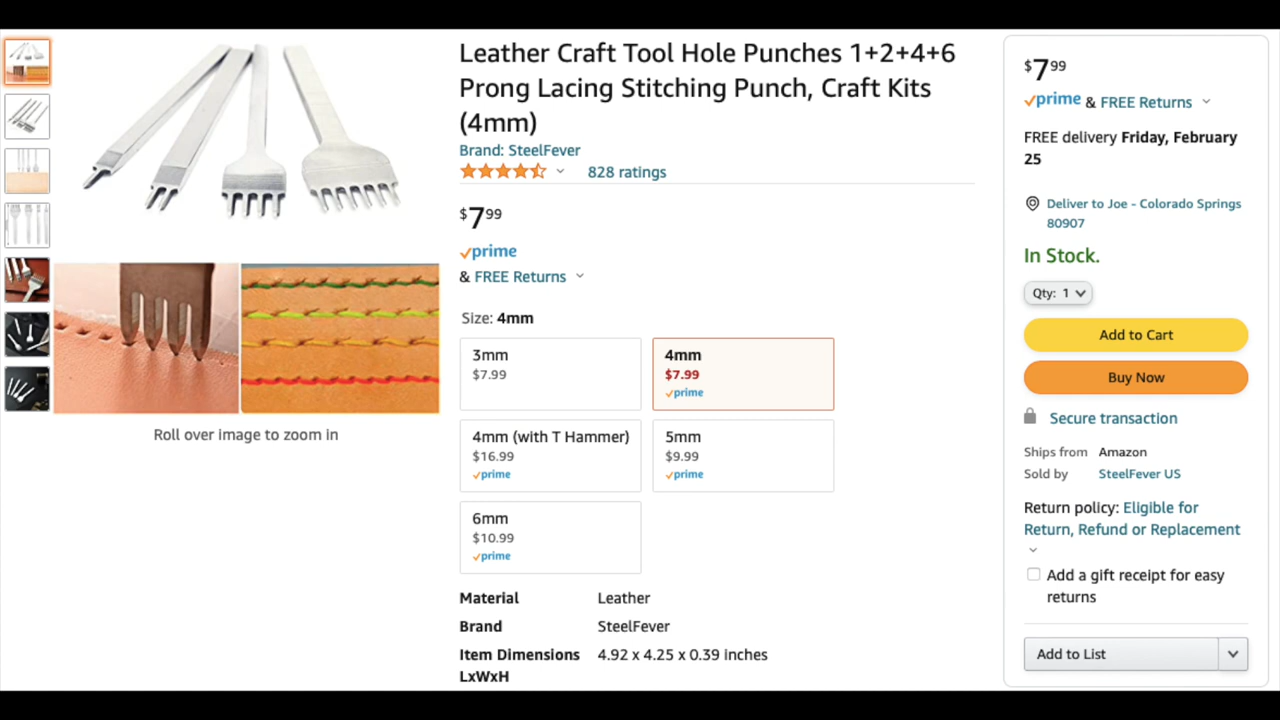 Leather Craft Tool Hole Punches 1+2+4+6
Prong Lacing Stitching Punch, Craft Kits
(4mm)
Brand: SteelFever
828 ratings
$7.99
prime
& FREE Returns
Size: 4mm
3mm
$7.99
4mm
$7.99
prime
4mm (with T Hammer)
$16.99
prime
5mm
$9.99
prime
6mm
$10.99
prime
Material Leather
Brand SteelFever
Item Dimensions 4.92 x 4.25 x 0.39 inches
LxWxH
Roll over image to zoom in
$7.99
prime & FREE Returns
FREE delivery Friday, February
25
Deliver to Joe - Colorado Springs
80907
In Stock.
Qty: 1
Add to Cart
Buy Now
Secure transaction
Ships from Amazon
Sold by SteelFever US
Return policy: Eligible for
Return, Refund or Replacement
Add a gift receipt for easy
returns
Add to List